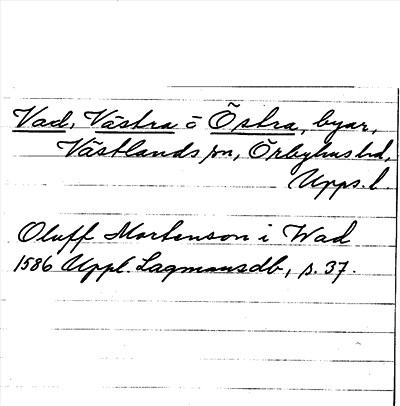 Vad, Västra o Östra, byar,
Västlands sn, Örbyhus hd,
Upps. l.
Oluff Mortenson i Wad
1586 Uppl. Lagmansdb, s. 37.